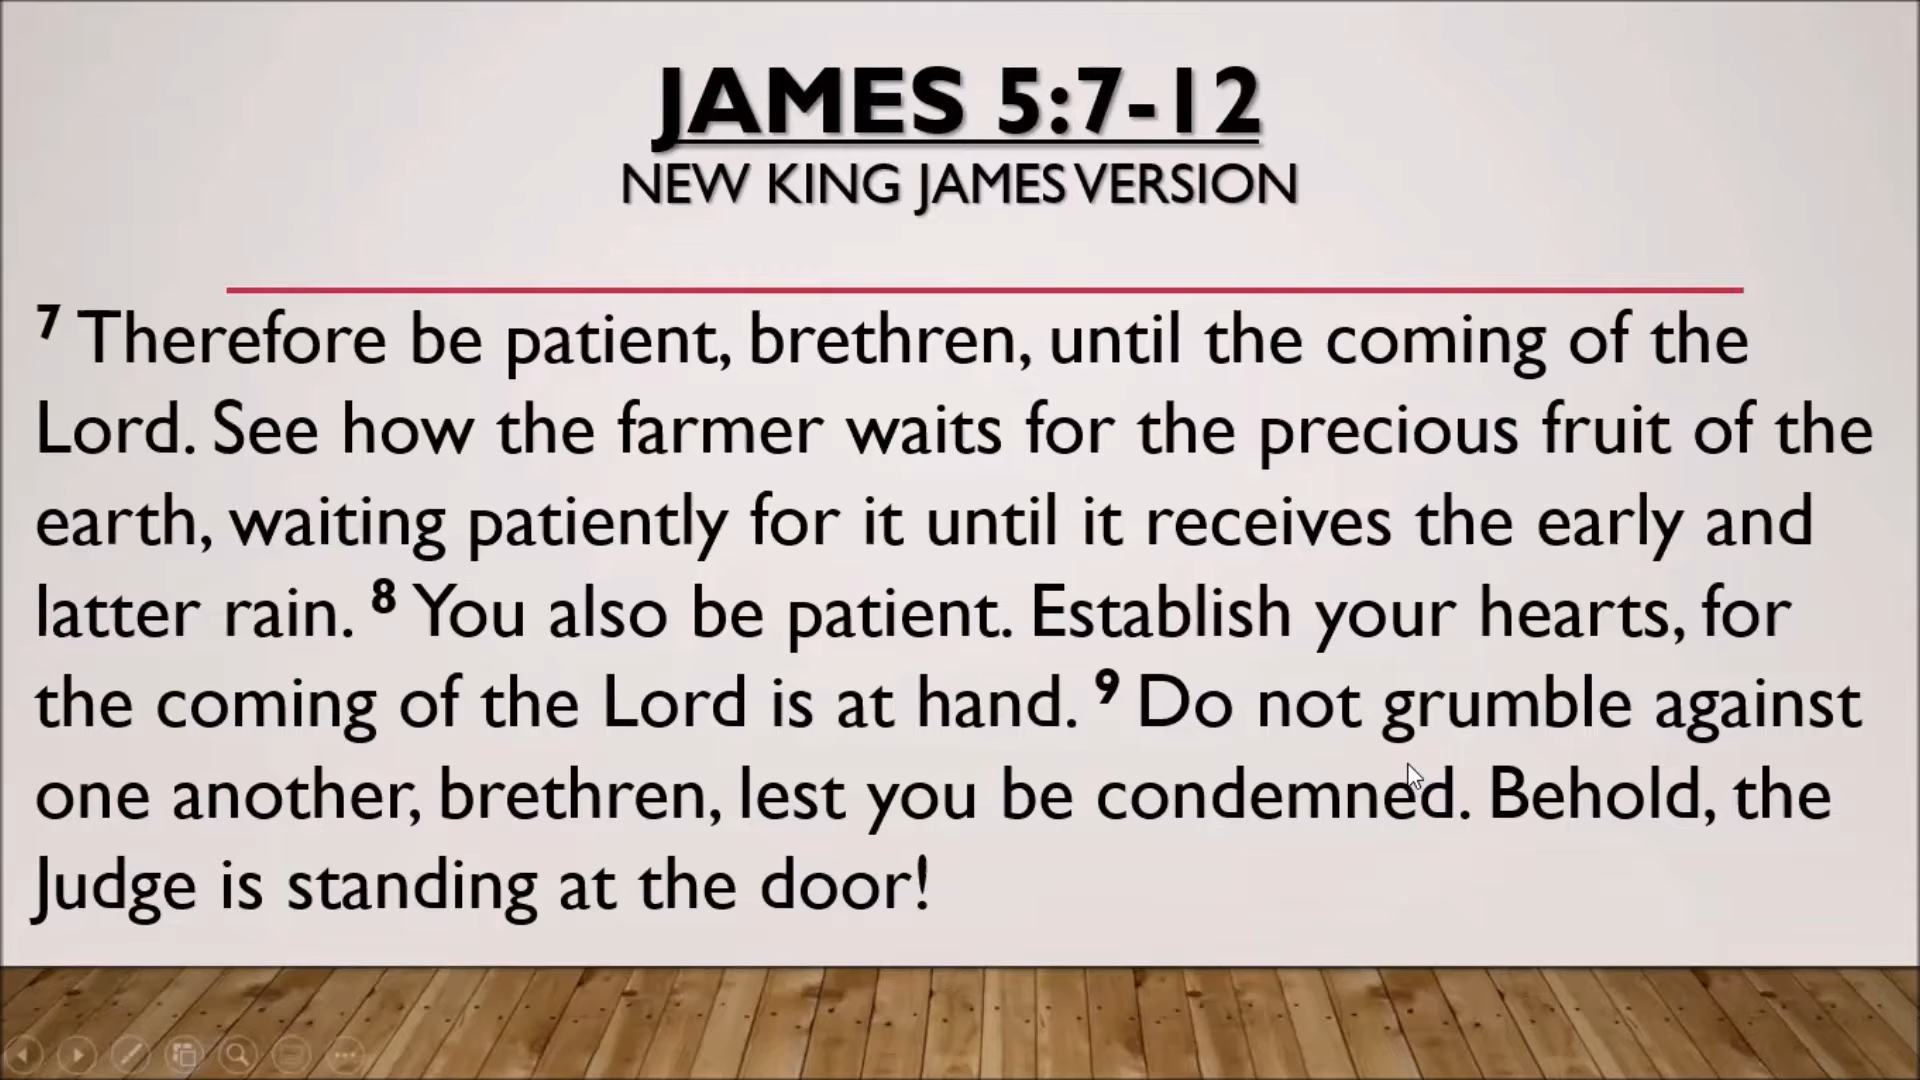 JAMES 5:7-12
NEW KING JAMES VERSION
7 Therefore be patient, brethren, until the coming of the
Lord. See how the farmer waits for the precious fruit of the
earth, waiting patiently for it until it receives the early and
latter rain. 8 You also be patient. Establish your hearts, for
the coming of the Lord is at hand. 9 Do not grumble against
one another, brethren, lest you be condemned. Behold, the
Judge is standing at the door!